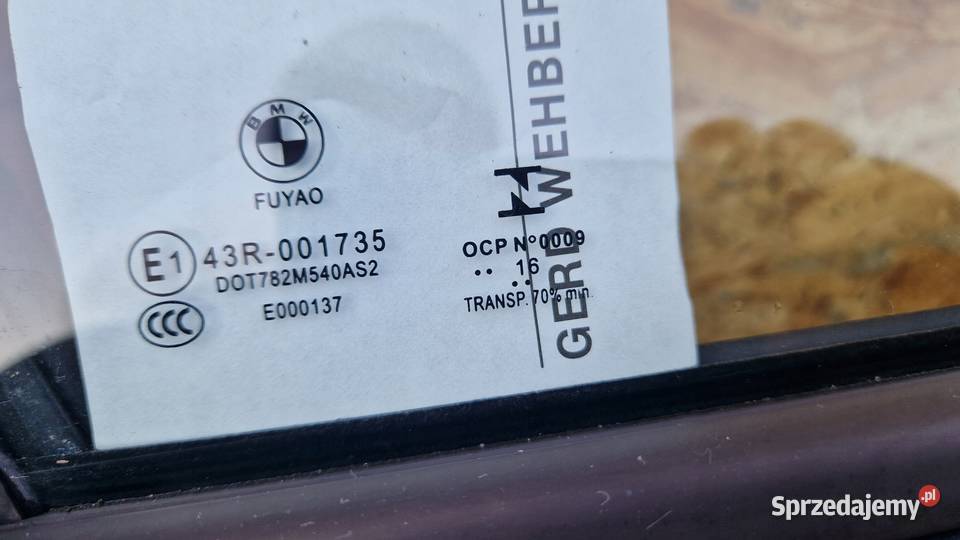 BMW
FUYAO
E1 43R-001735
DOT782M540AS2
CCC
E000137
OCP N°0009
.. 16
..
TRANSP. 70% min.
GERD WEHBER
Sprzedajemy.pl